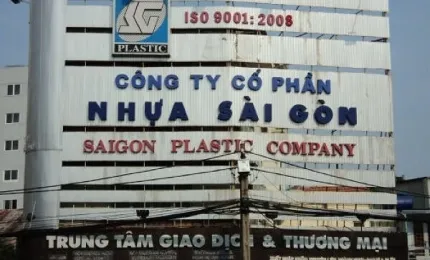 SG
PLASTIC
ISO 9001: 2008
CÔNG TY CỔ PHẦN
NHỰA SÀI GÒN
SAIGON PLASTIC COMPANY
TRUNG TÂM GIAO DỊCH & THƯƠNG MẠI